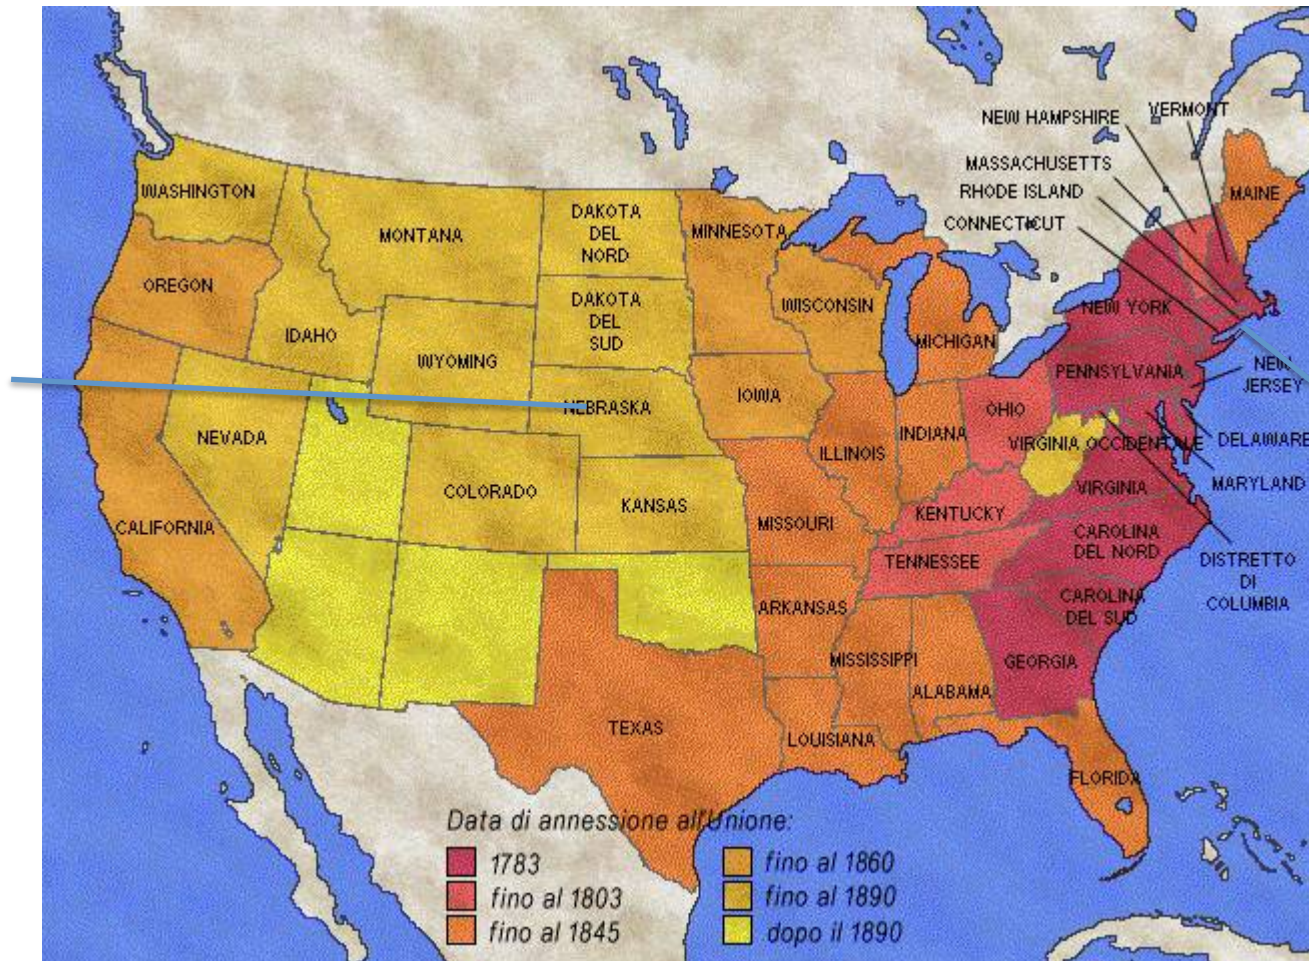 NEW HAMPSHIRE
VERMONT
MASSACHUSETTS
RHODE ISLAND
CONNECTICUT
MAINE
WASHINGTON
MONTANA
DAKOTA
DEL
NORD
MINNESOTA
OREGON
IDAHO
WYOMING
DAKOTA
DEL
SUD
WISCONSIN
MICHIGAN
NEW YORK
PENNSYLVANIA
NEW
JERSEY
NEBRASKA
IOWA
OHIO
NEVADA
ILLINOIS
INDIANA
VIRGINIA OCCIDENTALE
DELAWARE
COLORADO
KANSAS
VIRGINIA
MARYLAND
CALIFORNIA
MISSOURI
KENTUCKY
CAROLINA
DEL NORD
TENNESSEE
DISTRETTO
DI
COLUMBIA
ARKANSAS
CAROLINA
DEL SUD
MISSISSIPPI
GEORGIA
ALABAMA
TEXAS
LOUISIANA
FLORIDA
Data di annessione all'Unione:
1783
fino al 1803
fino al 1845
fino al 1860
fino al 1890
dopo il 1890